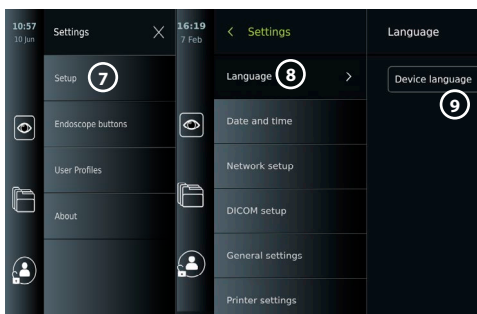 10:57
10 Jun
Settings
Setup 7
Endoscope buttons
User Profiles
About
16:19
7 Feb
Settings
Language 8
Date and time
Network setup
DICOM setup
General settings
Printer settings
Language
Device language
9